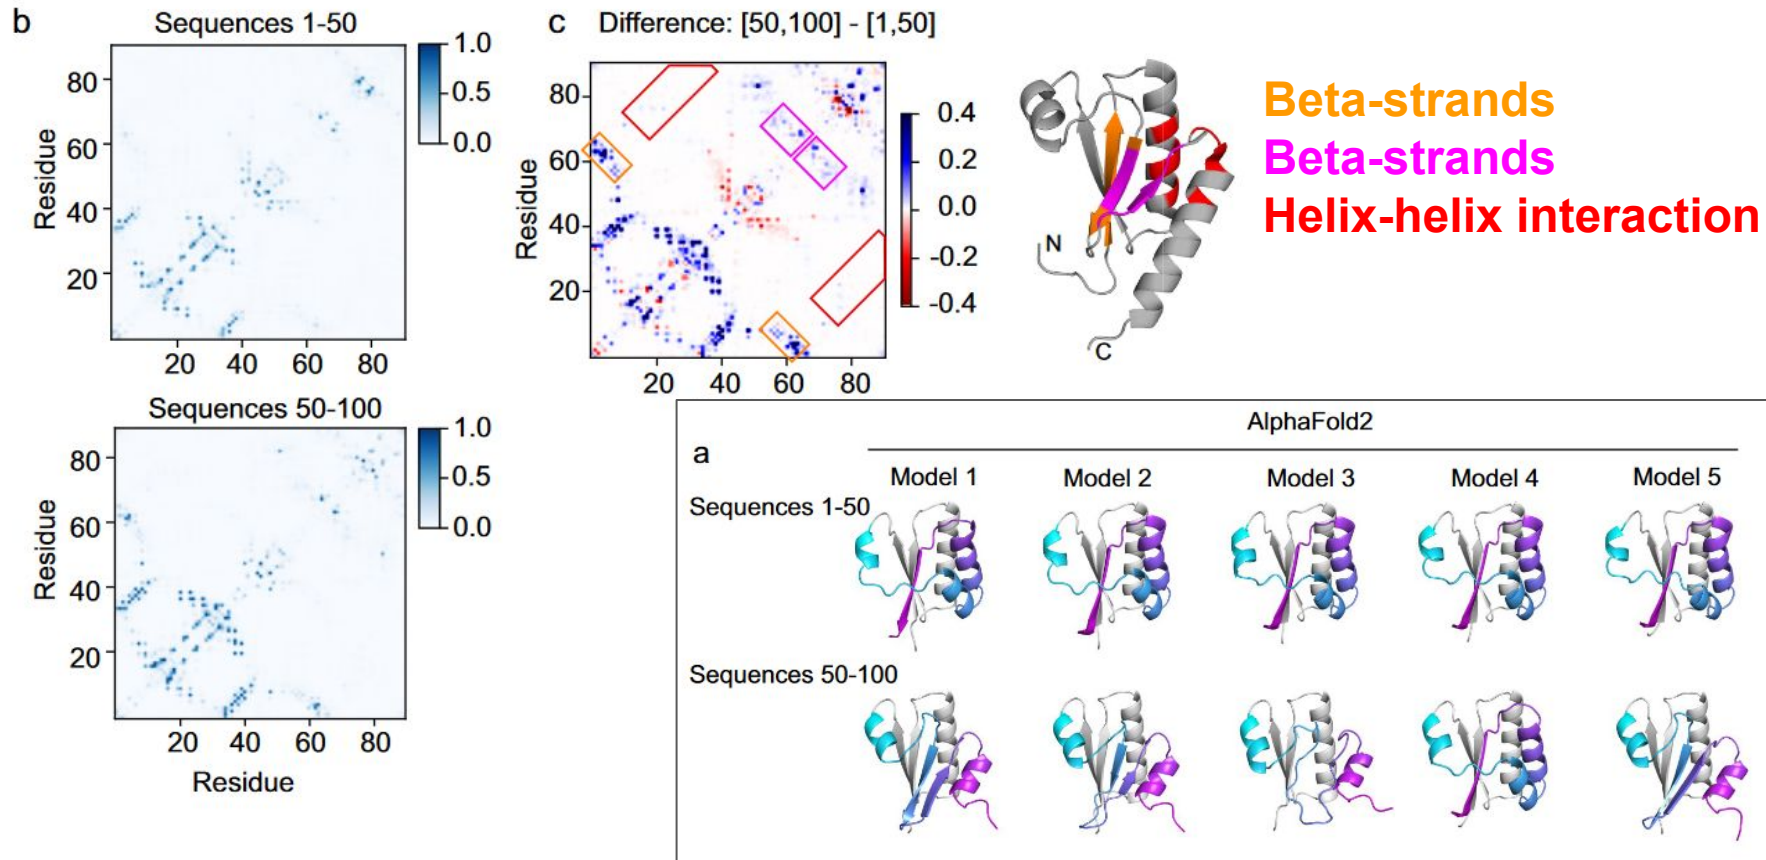 b
Sequences 1-50
Residue
80
60
40
20
20 40 60 80
1.0
0.5
0.0
Sequences 50-100
Residue
80
60
40
20
20 40 60 80
Residue
1.0
0.5
0.0
c Difference: [50,100] - [1,50]
Residue
80
60
40
20
20 40 60 80
0.4
0.2
0.0
-0.2
-0.4
N
C
Beta-strands
Beta-strands
Helix-helix interaction
a
AlphaFold2
Model 1 Model 2 Model 3 Model 4 Model 5
Sequences 1-50
Sequences 50-100